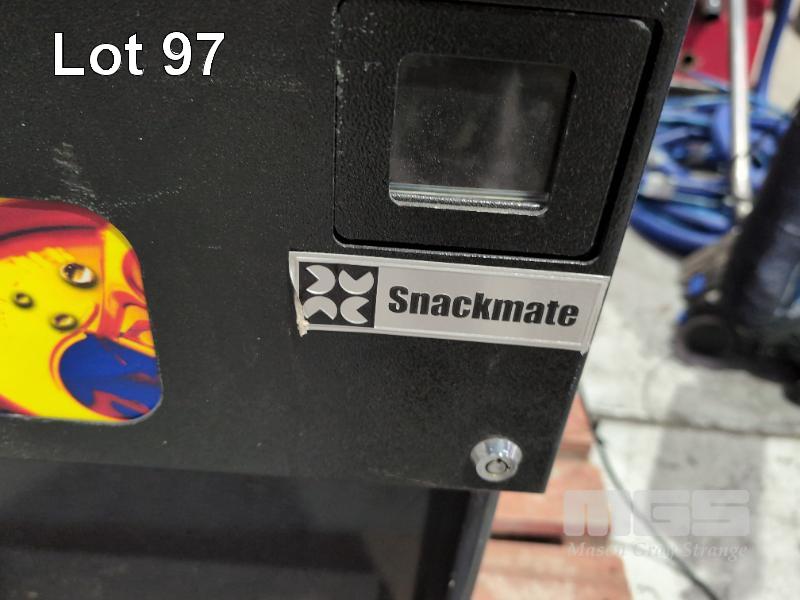 Lot 97
Snackmate
MGS
Mason Gray Strange